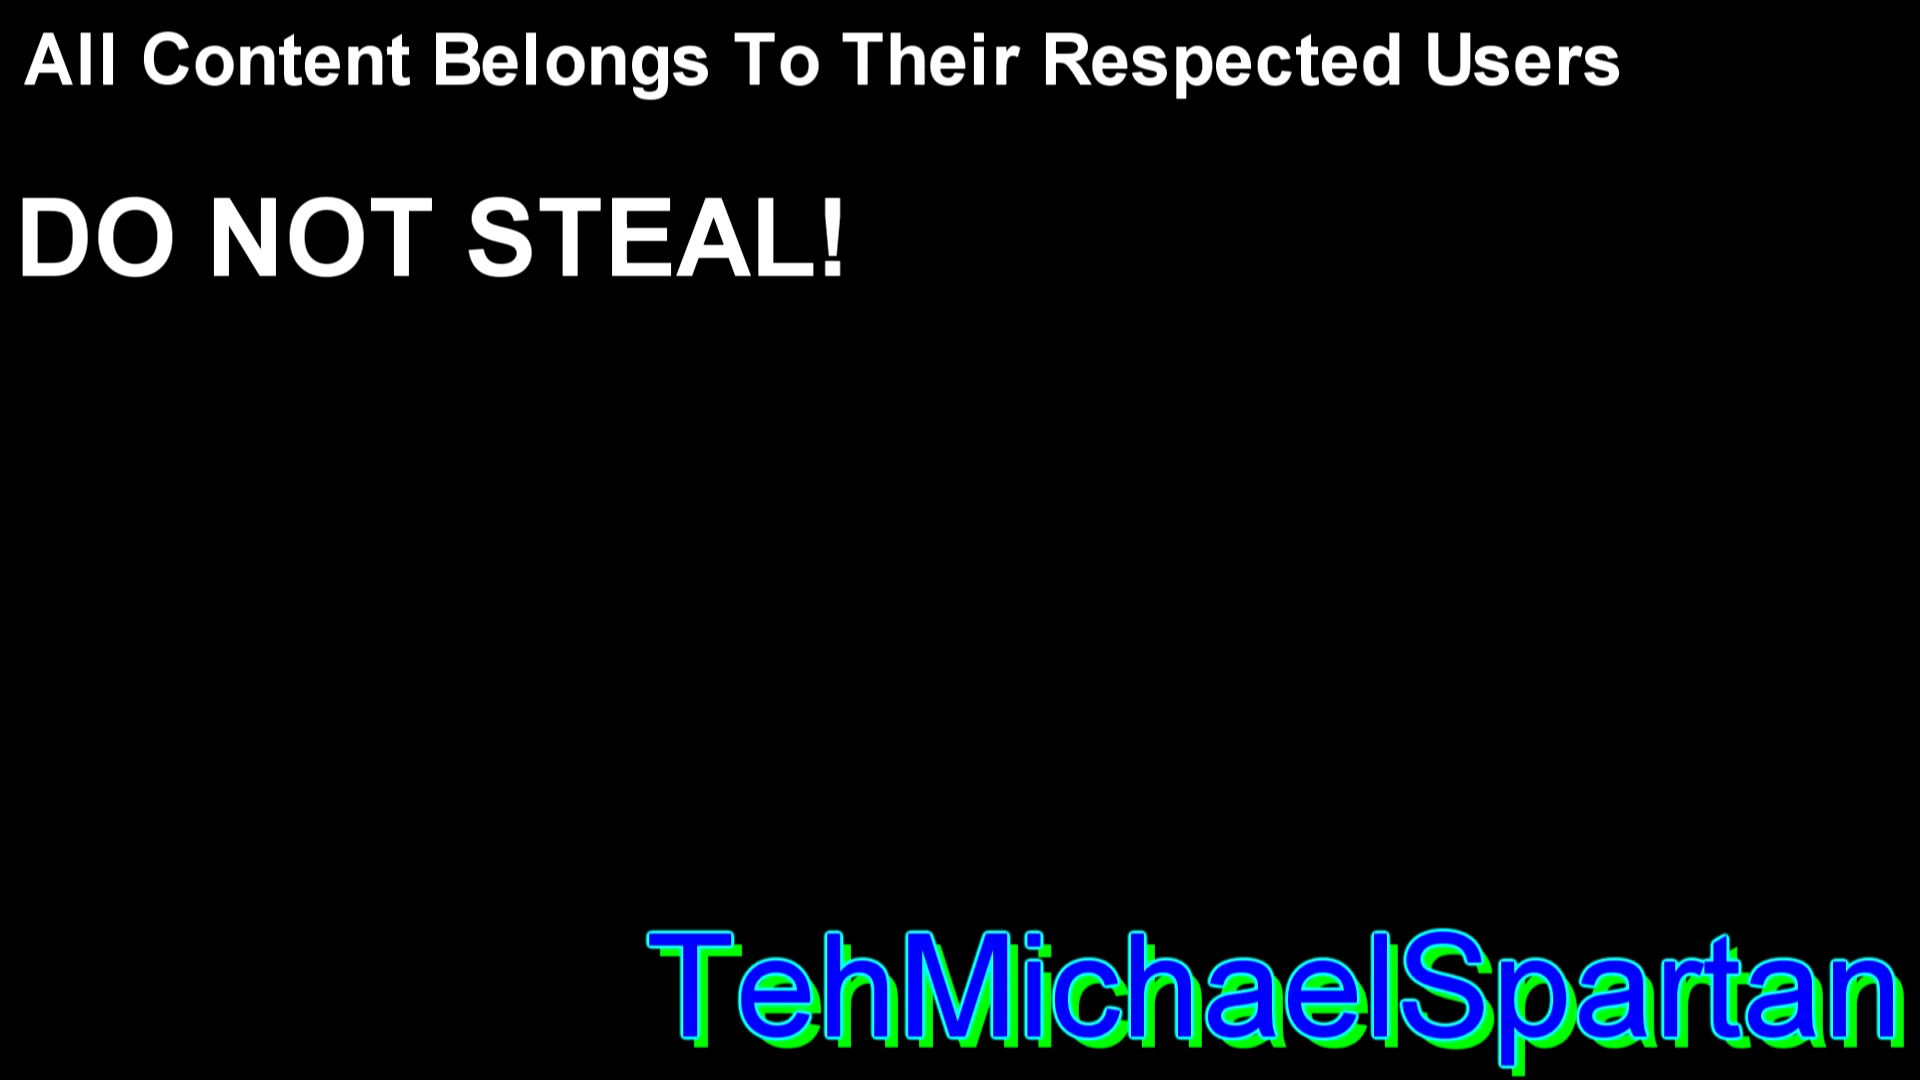 All Content Belongs To Their Respected Users
DO NOT STEAL!
TehMichaelSpartan